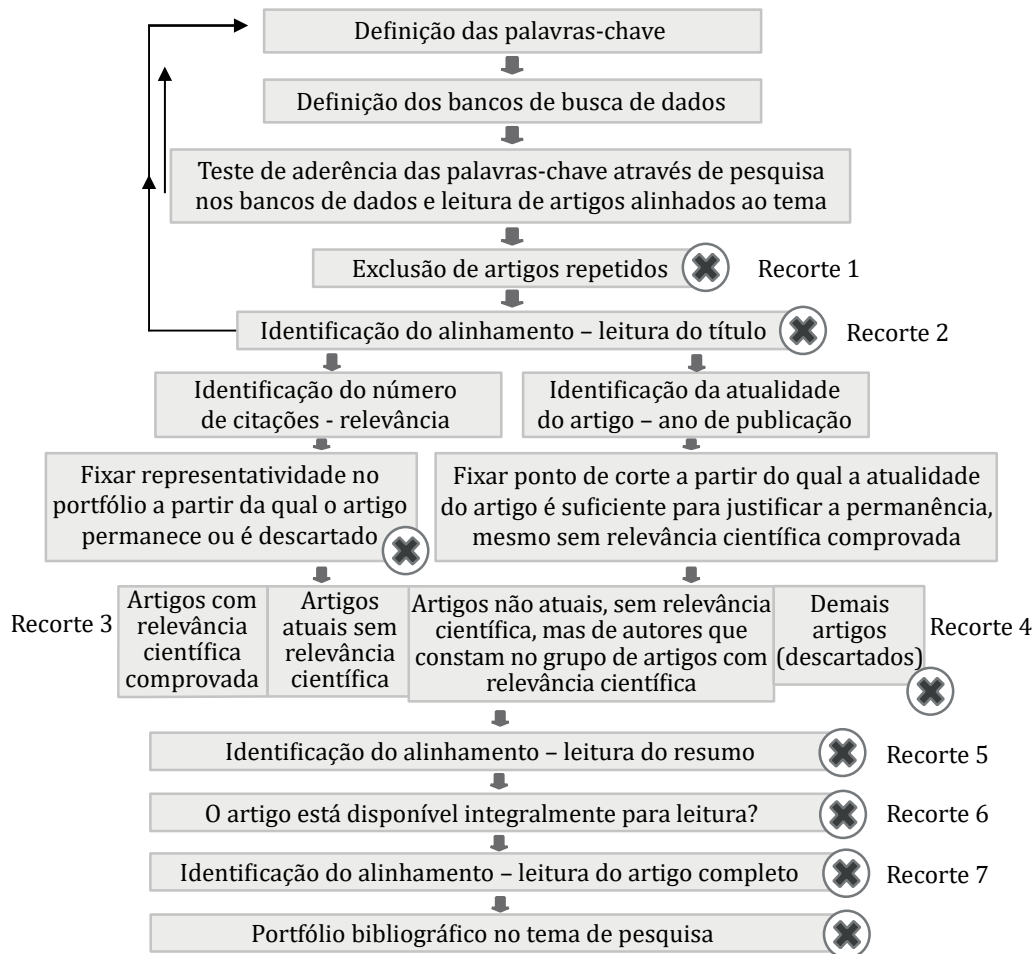 Definição das palavras-chave
Definição dos bancos de busca de dados
Teste de aderência das palavras-chave através de pesquisa
nos bancos de dados e leitura de artigos alinhados ao tema
Exclusão de artigos repetidos
Recorte 1
Identificação do alinhamento – leitura do título
Recorte 2
Identificação do número
de citações - relevância
Identificação da atualidade
do artigo – ano de publicação
Fixar representatividade no
portfólio a partir da qual o artigo
permanece ou é descartado
Fixar ponto de corte a partir do qual a atualidade
do artigo é suficiente para justificar a permanência,
mesmo sem relevância científica comprovada
Recorte 3
Artigos com
relevância
científica
comprovada
Artigos
atuais sem
relevância
científica
Artigos não atuais, sem relevância
científica, mas de autores que
constam no grupo de artigos com
relevância científica
Demais
artigos
(descartados)
Recorte 4
Identificação do alinhamento – leitura do resumo
Recorte 5
O artigo está disponível integralmente para leitura?
Recorte 6
Identificação do alinhamento – leitura do artigo completo
Recorte 7
Portfólio bibliográfico no tema de pesquisa